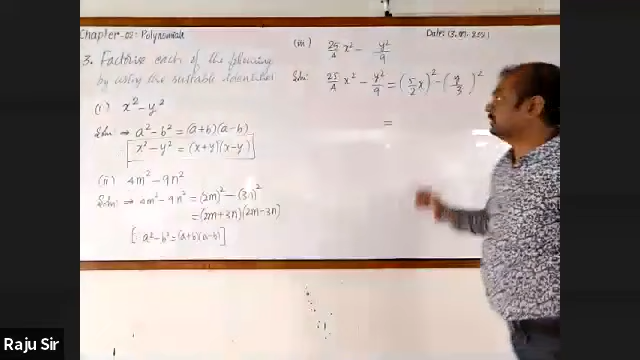 Chapter-02: Polynomials
3. Factorise each of the following
by using the suitable identities
(i) x² - y²
Soln ⇒ a² - b² = (a+b)(a-b)
[x² - y² = (x+y)(x-y)]
(ii) 4m² - 9n²
Soln: ⇒ 4m² - 9n² = (2m)² - (3n)²
= (2m+3n)(2m-3n)
[a² - b² = (a+b)(a-b)]
Date: 2021
(iii) 25/4 x² - y²/9
Soln: 25/4 x² - y²/9 = (5/2 x)² - (y/3)²
=
Raju Sir